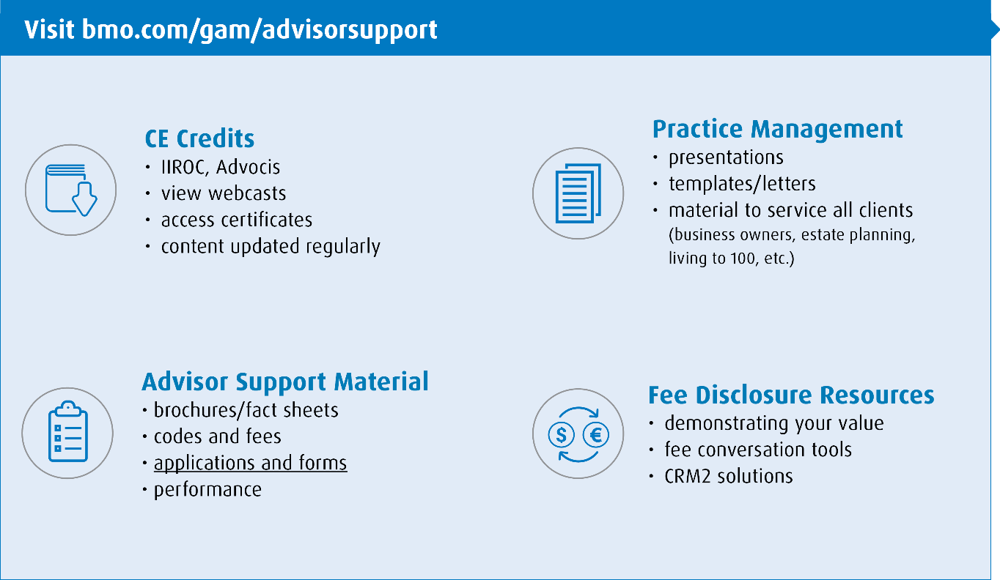 Visit bmo.com/gam/advisorsupport
CE Credits
• IIROC, Advocis
• view webcasts
• access certificates
• content updated regularly
Practice Management
• presentations
• templates/letters
• material to service all clients
(business owners, estate planning,
living to 100, etc.)
Advisor Support Material
• brochures/fact sheets
• codes and fees
• applications and forms
• performance
$ €
Fee Disclosure Resources
• demonstrating your value
• fee conversation tools
• CRM2 solutions